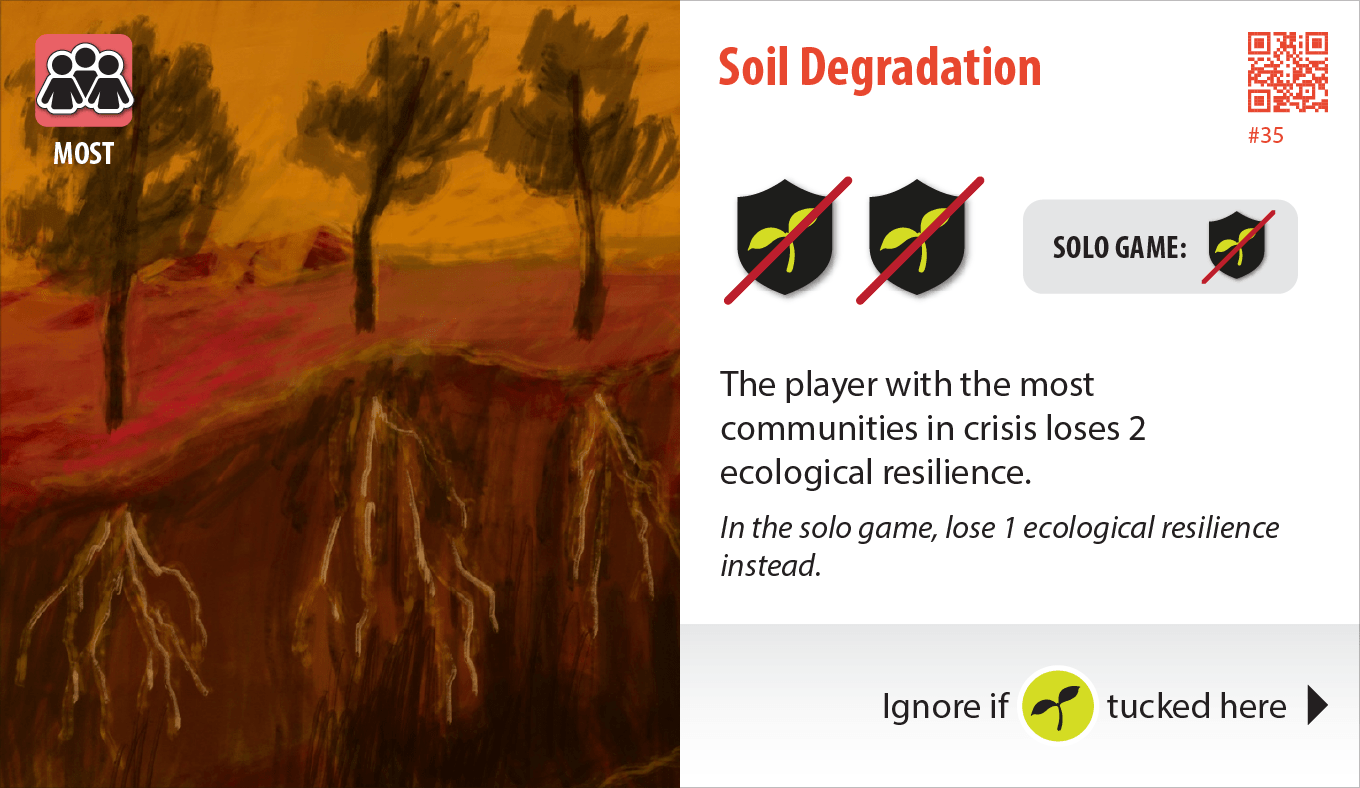 MOST
Soil Degradation
#35
SOLO GAME:
The player with the most
communities in crisis loses 2
ecological resilience.
In the solo game, lose 1 ecological resilience
instead.
Ignore if tucked here